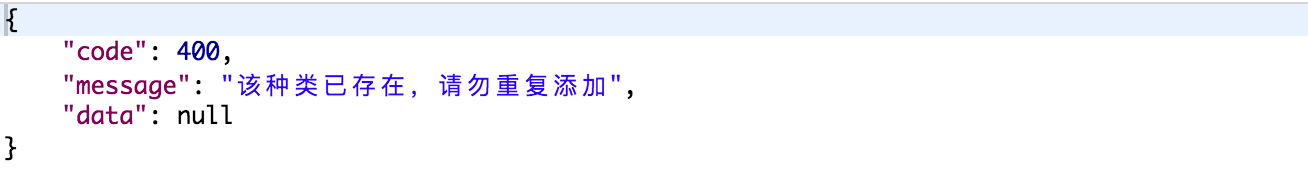 {
    "code": 400,
    "message": "该种类已存在，请勿重复添加",
    "data": null
}